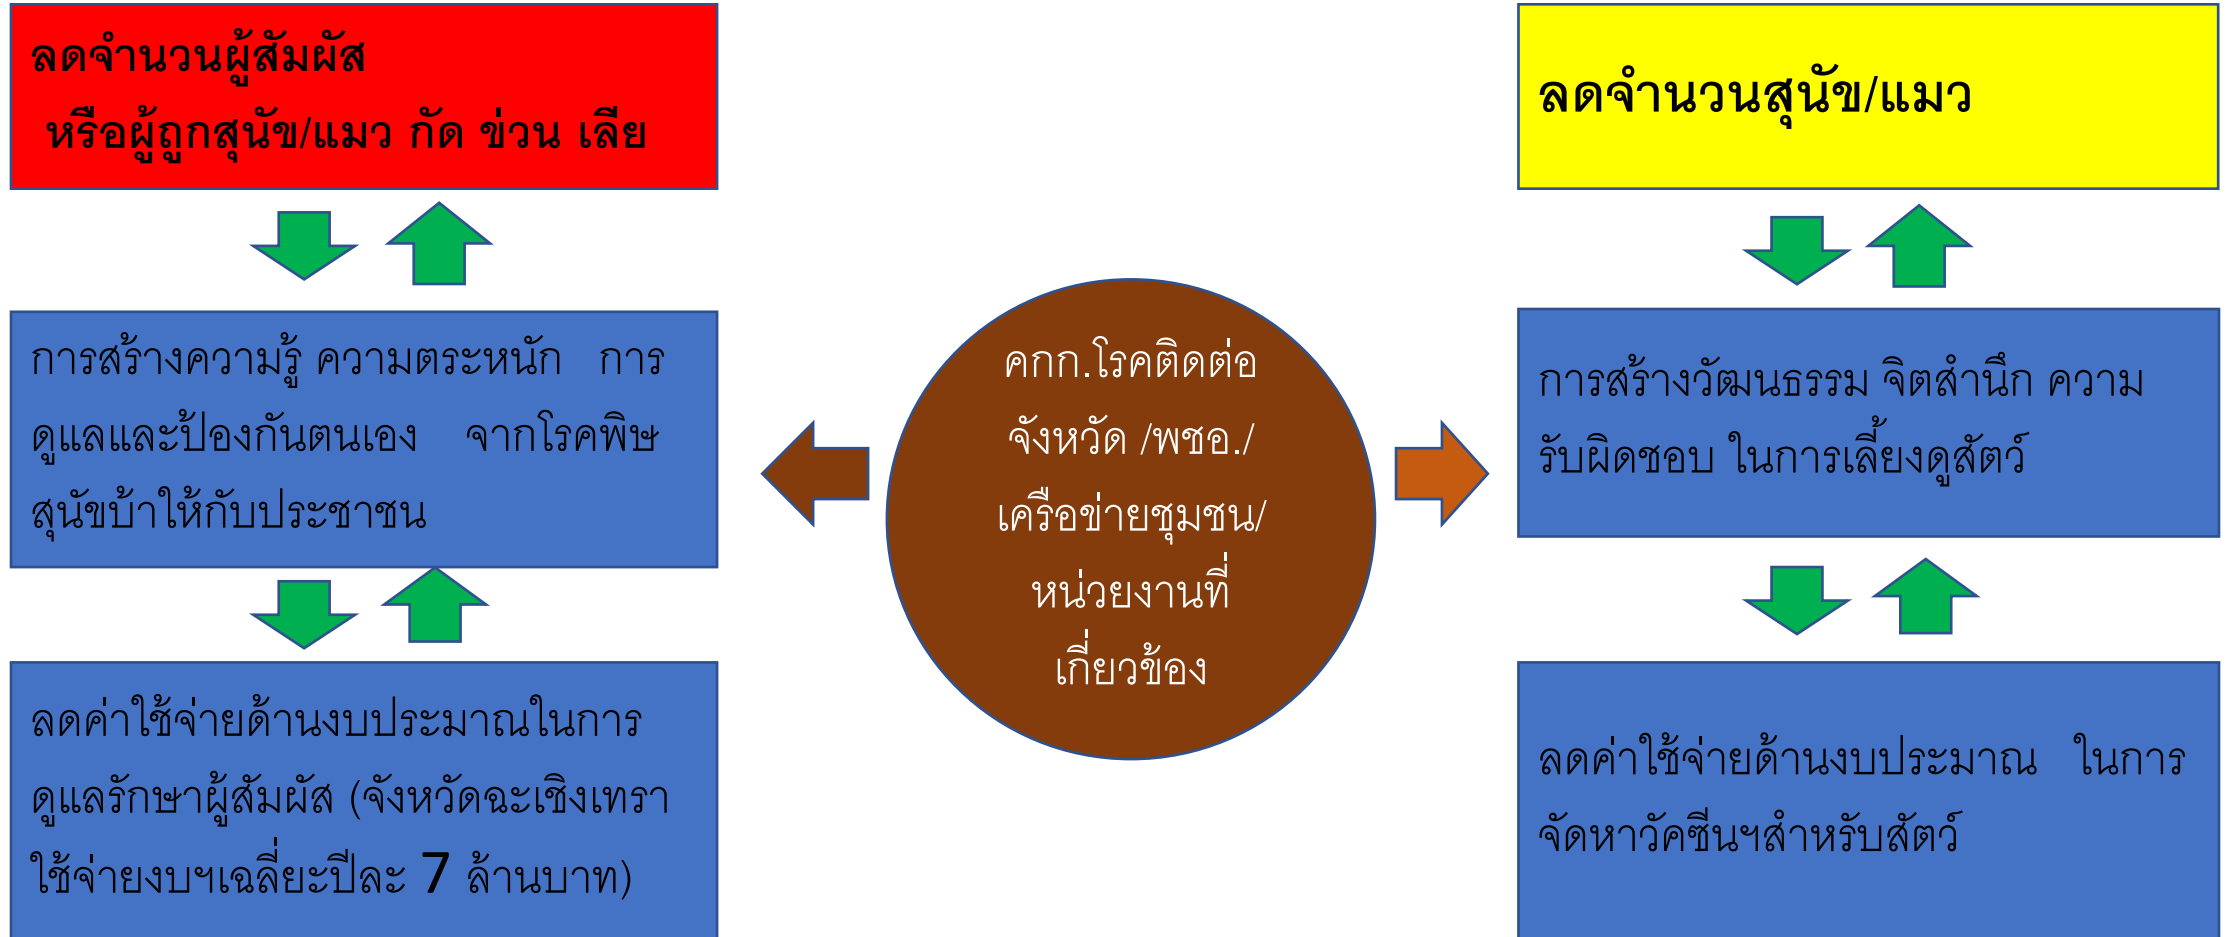 ลดจำนวนผู้สัมผัส
หรือผู้ถูกสุนัข/แมว กัด ข่วน เลีย
การสร้างความรู้ ความตระหนัก การ
ดูแลและป้องกันตนเอง จากโรคพิษ
สุนัขบ้าให้กับประชาชน
ลดค่าใช้จ่ายด้านงบประมาณในการ
ดูแลรักษาผู้สัมผัส (จังหวัดฉะเชิงเทรา
ใช้จ่ายงบฯเฉลี่ยะปีละ 7 ล้านบาท)
คกก.โรคติดต่อ
จังหวัด /พชอ./
เครือข่ายชุมชน/
หน่วยงานที่
เกี่ยวข้อง
ลดจำนวนสุนัข/แมว
การสร้างวัฒนธรรม จิตสำนึก ความ
รับผิดชอบ ในการเลี้ยงดูสัตว์
ลดค่าใช้จ่ายด้านงบประมาณ ในการ
จัดหาวัคซีนฯสำหรับสัตว์